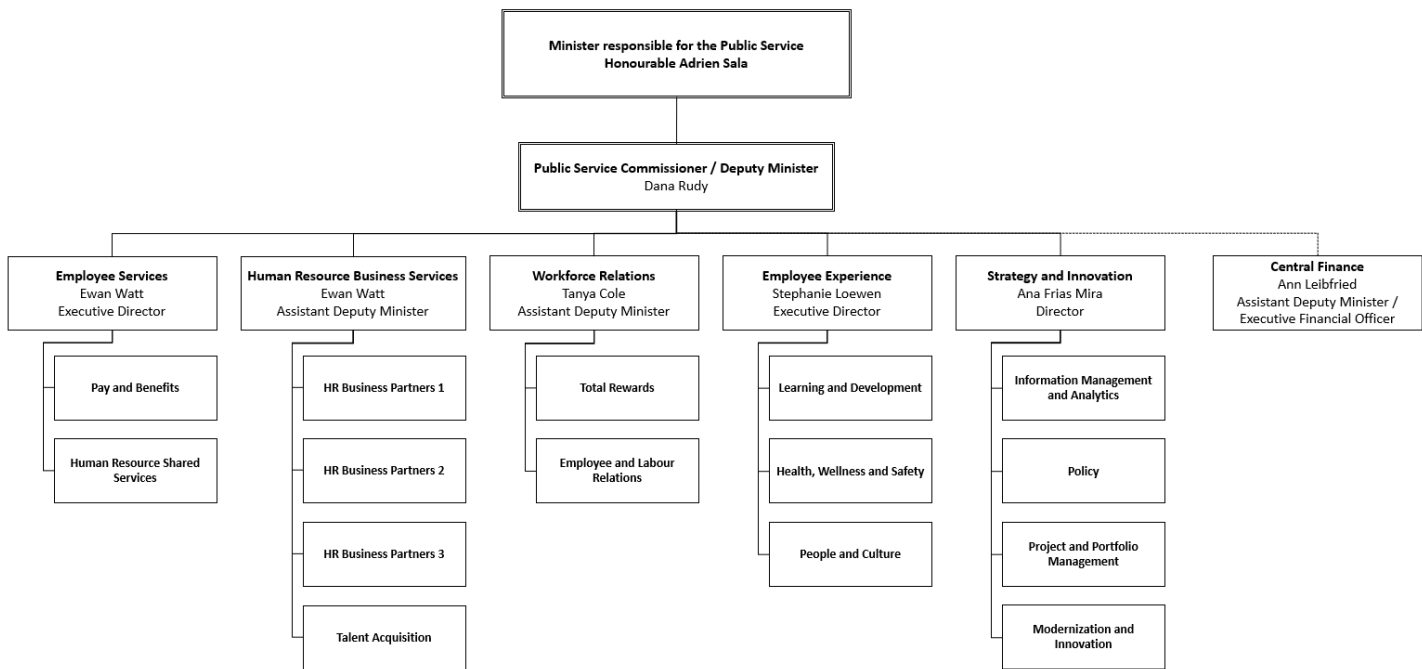 Minister responsible for the Public Service
Honourable Adrien Sala
Public Service Commissioner / Deputy Minister
Dana Rudy
Employee Services
Ewan Watt
Executive Director
Human Resource Business Services
Ewan Watt
Assistant Deputy Minister
Workforce Relations
Tanya Cole
Assistant Deputy Minister
Employee Experience
Stephanie Loewen
Executive Director
Strategy and Innovation
Ana Frias Mira
Director
Central Finance
Ann Leibfried
Assistant Deputy Minister /
Executive Financial Officer
Pay and Benefits
Human Resource Shared
Services
HR Business Partners 1
HR Business Partners 2
HR Business Partners 3
Talent Acquisition
Total Rewards
Employee and Labour
Relations
Learning and Development
Health, Wellness and Safety
People and Culture
Information Management
and Analytics
Policy
Project and Portfolio
Management
Modernization and
Innovation